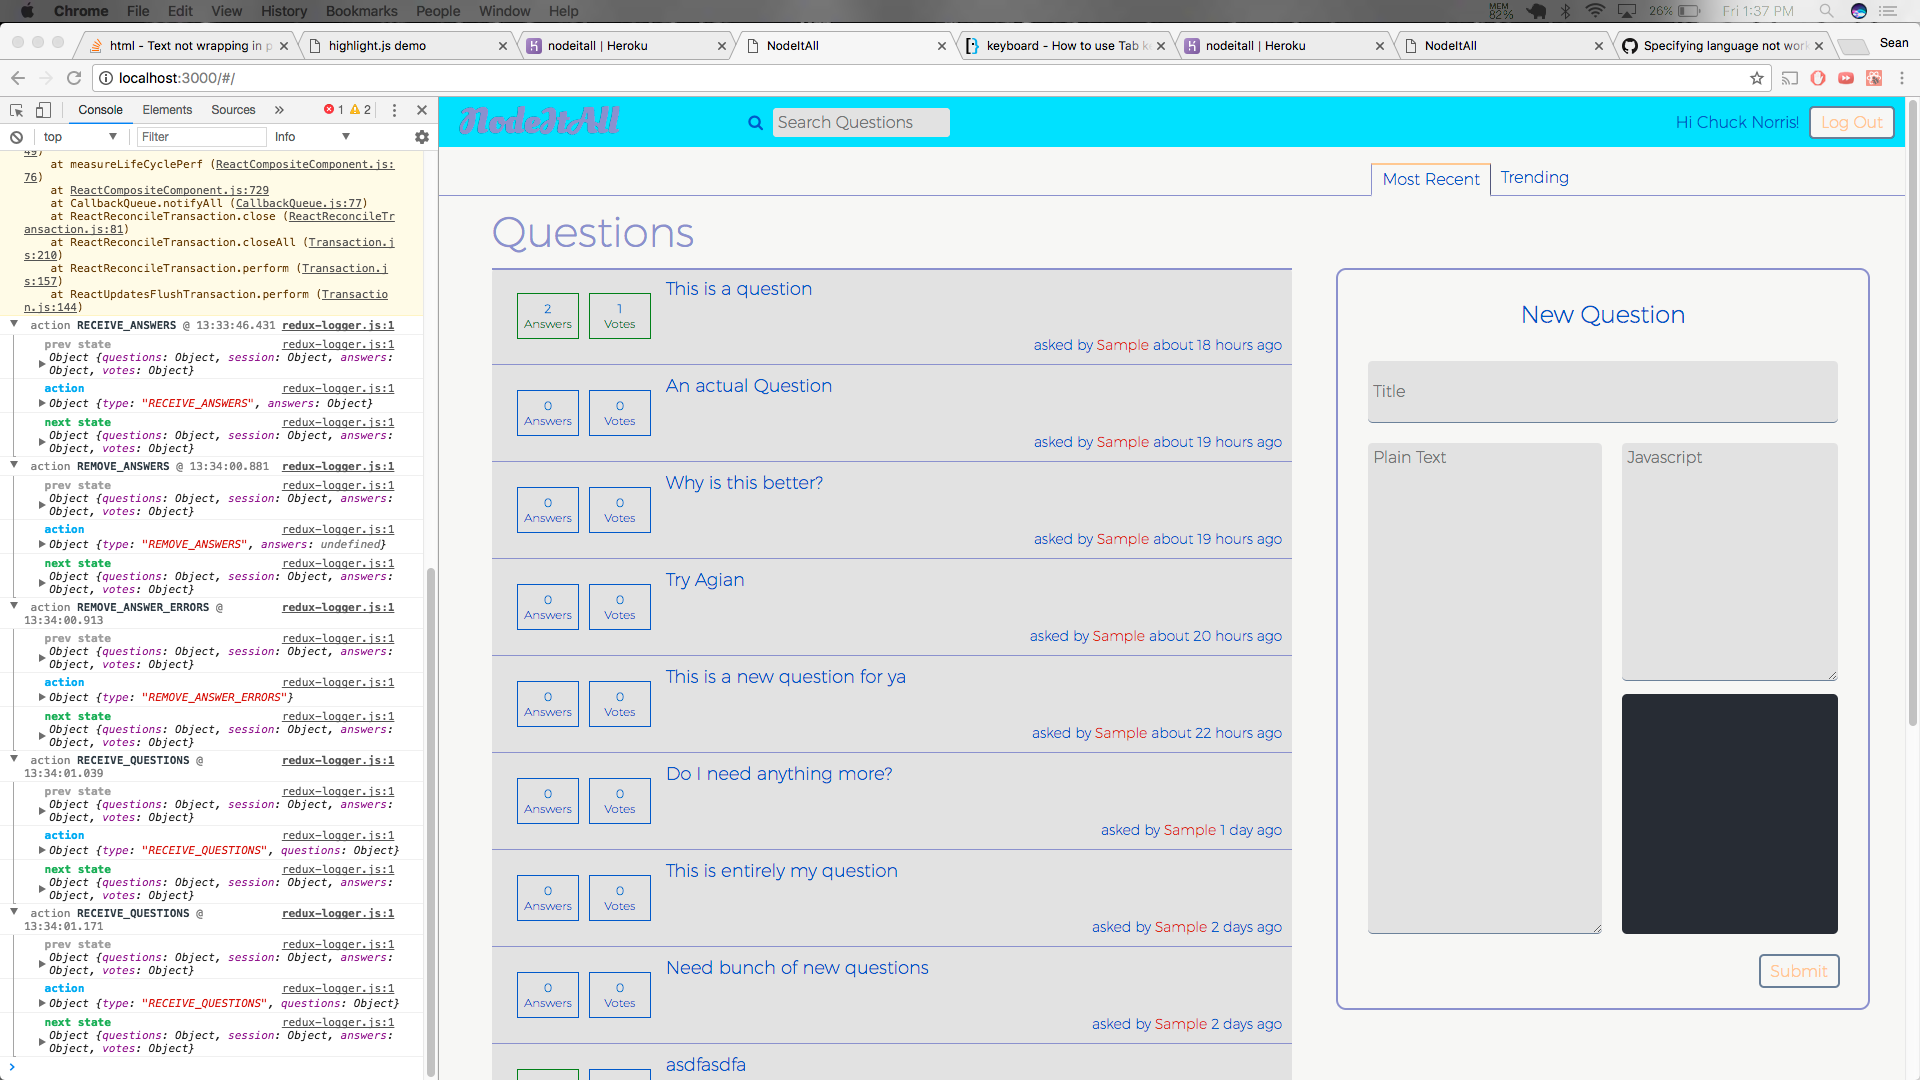 Chrome File Edit View History Bookmarks People Window Help MEM 82% 26% Fri 1:37 PM
html - Text not wrapping in p
highlight.js demo
nodeitall | Heroku
NodeItAll
keyboard - How to use Tab k
nodeitall | Heroku
NodeItAll
Specifying language not work
Sean
localhost:3000/#/
Console Elements Sources » 1 2
top Filter Info
49)
at measureLifeCyclePerf (ReactCompositeComponent.js:
76)
at ReactCompositeComponent.js:729
at CallbackQueue.notifyAll (CallbackQueue.js:77)
at ReactReconcileTransaction.close (ReactReconcileTr
ansaction.js:81)
at ReactReconcileTransaction.closeAll (Transaction.j
s:210)
at ReactReconcileTransaction.perform (Transaction.j
s:157)
at ReactUpdatesFlushTransaction.perform (Transactio
n.js:144)
action RECEIVE_ANSWERS @ 13:33:46.431 redux-logger.js:1
prev state redux-logger.js:1
Object {questions: Object, session: Object, answers:
Object, votes: Object}
action redux-logger.js:1
Object {type: "RECEIVE_ANSWERS", answers: Object}
next state redux-logger.js:1
Object {questions: Object, session: Object, answers:
Object, votes: Object}
action REMOVE_ANSWERS @ 13:34:00.881 redux-logger.js:1
prev state redux-logger.js:1
Object {questions: Object, session: Object, answers:
Object, votes: Object}
action redux-logger.js:1
Object {type: "REMOVE_ANSWERS", answers: undefined}
next state redux-logger.js:1
Object {questions: Object, session: Object, answers:
Object, votes: Object}
action REMOVE_ANSWER_ERRORS @ redux-logger.js:1
13:34:00.913
prev state redux-logger.js:1
Object {questions: Object, session: Object, answers:
Object, votes: Object}
action redux-logger.js:1
Object {type: "REMOVE_ANSWER_ERRORS"}
next state redux-logger.js:1
Object {questions: Object, session: Object, answers:
Object, votes: Object}
action RECEIVE_QUESTIONS @ redux-logger.js:1
13:34:01.039
prev state redux-logger.js:1
Object {questions: Object, session: Object, answers:
Object, votes: Object}
action redux-logger.js:1
Object {type: "RECEIVE_QUESTIONS", questions: Object}
next state redux-logger.js:1
Object {questions: Object, session: Object, answers:
Object, votes: Object}
action RECEIVE_QUESTIONS @ redux-logger.js:1
13:34:01.171
prev state redux-logger.js:1
Object {questions: Object, session: Object, answers:
Object, votes: Object}
action redux-logger.js:1
Object {type: "RECEIVE_QUESTIONS", questions: Object}
next state redux-logger.js:1
Object {questions: Object, session: Object, answers:
Object, votes: Object}
NodeItAll
Search Questions
Hi Chuck Norris!
Log Out
Most Recent
Trending
Questions
This is a question
2 Answers
1 Votes
asked by Sample about 18 hours ago
An actual Question
0 Answers
0 Votes
asked by Sample about 19 hours ago
Why is this better?
0 Answers
0 Votes
asked by Sample about 19 hours ago
Try Agian
0 Answers
0 Votes
asked by Sample about 20 hours ago
This is a new question for ya
0 Answers
0 Votes
asked by Sample about 22 hours ago
Do I need anything more?
0 Answers
0 Votes
asked by Sample 1 day ago
This is entirely my question
0 Answers
0 Votes
asked by Sample 2 days ago
Need bunch of new questions
0 Answers
0 Votes
asked by Sample 2 days ago
asdfasdfa
New Question
Title
Plain Text
Javascript
Submit